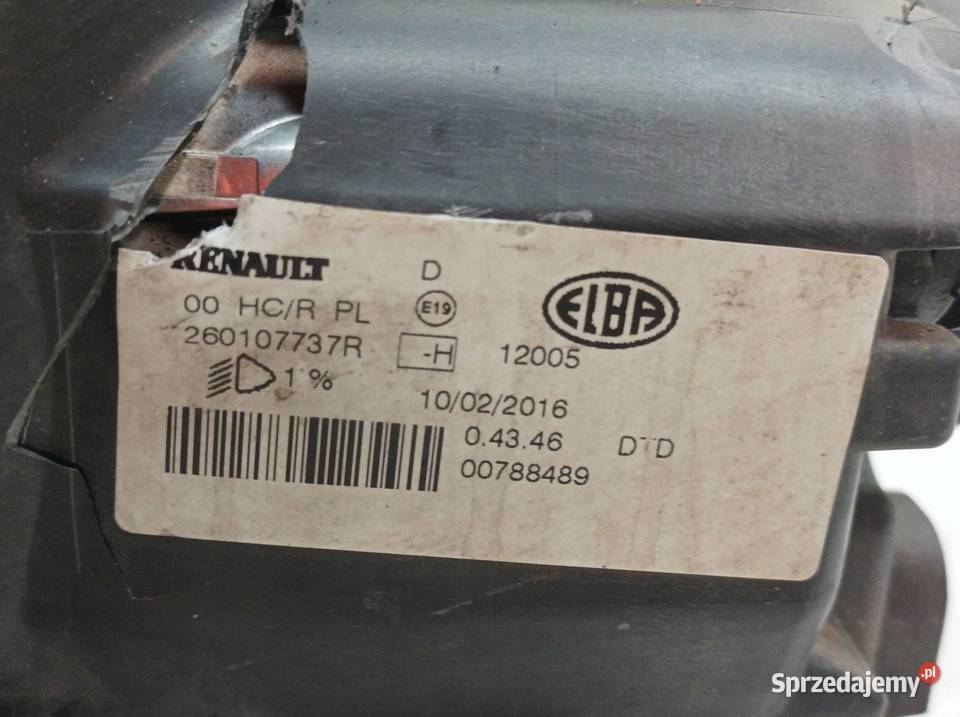 RENAULT D
00 HC/R PL E19 ELBA
260107737R -H 12005
1% 10/02/2016
0.43.46 DTD
00788489
Sprzedajemy.pl